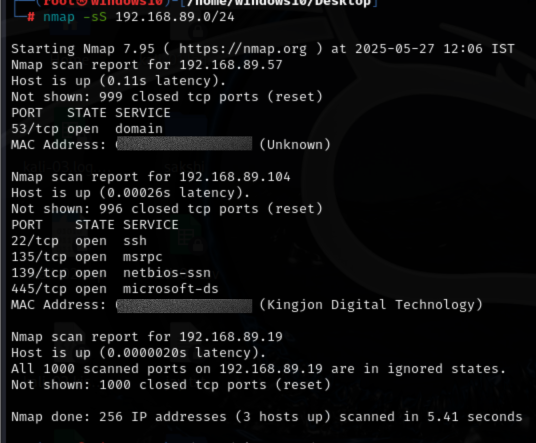 (root㉿windows10)-[/home/windows10/Desktop]
# nmap -sS 192.168.89.0/24
Starting Nmap 7.95 ( https://nmap.org ) at 2025-05-27 12:06 IST
Nmap scan report for 192.168.89.57
Host is up (0.11s latency).
Not shown: 999 closed tcp ports (reset)
PORT   STATE SERVICE
53/tcp open  domain
MAC Address: (Unknown)
Nmap scan report for 192.168.89.104
Host is up (0.00026s latency).
Not shown: 996 closed tcp ports (reset)
PORT    STATE SERVICE
22/tcp  open  ssh
135/tcp open  msrpc
139/tcp open  netbios-ssn
445/tcp open  microsoft-ds
MAC Address: (Kingjon Digital Technology)
Nmap scan report for 192.168.89.19
Host is up (0.0000020s latency).
All 1000 scanned ports on 192.168.89.19 are in ignored states.
Not shown: 1000 closed tcp ports (reset)
Nmap done: 256 IP addresses (3 hosts up) scanned in 5.41 seconds